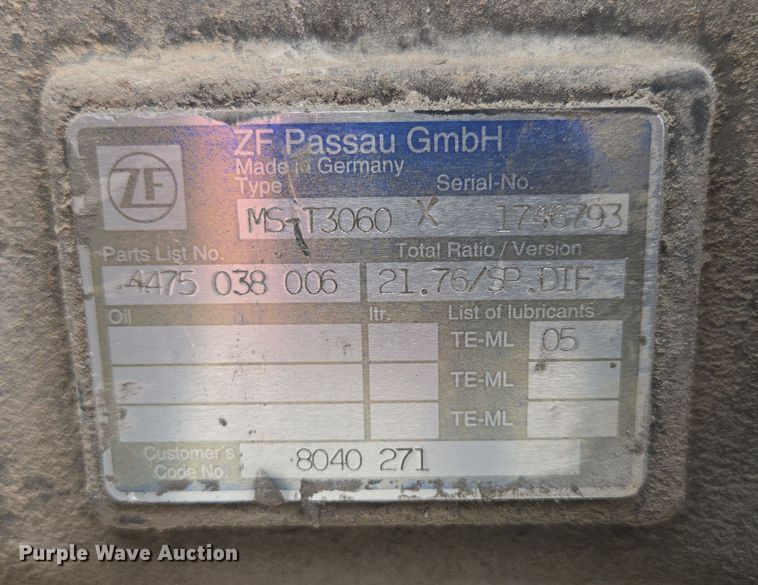 ZF
ZF Passau GmbH
Made in Germany
Type Serial-No.
MS-T3060 X 1746793
Parts List No. Total Ratio / Version
4475 038 006 21.76/SP.DIF
Oil ltr. List of lubricants
TE-ML 05
TE-ML
TE-ML
Customer's
Code No. 8040 271
Purple Wave Auction